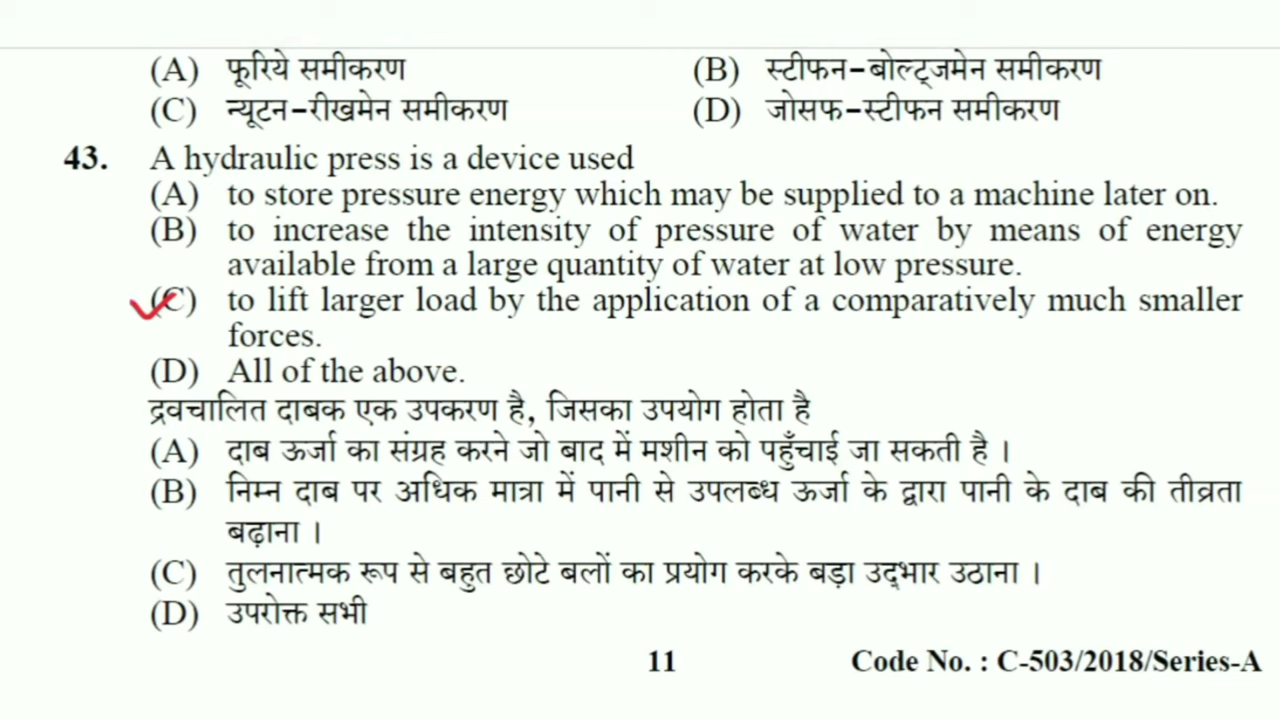 (A) फूरिये समीकरण (B) स्टीफन-बोल्ट्जमेन समीकरण
(C) न्यूटन-रीखमेन समीकरण (D) जोसफ-स्टीफन समीकरण
43. A hydraulic press is a device used
(A) to store pressure energy which may be supplied to a machine later on.
(B) to increase the intensity of pressure of water by means of energy
available from a large quantity of water at low pressure.
(C) to lift larger load by the application of a comparatively much smaller
forces.
(D) All of the above.
द्रवचालित दाबक एक उपकरण है, जिसका उपयोग होता है
(A) दाब ऊर्जा का संग्रह करने जो बाद में मशीन को पहुँचाई जा सकती है ।
(B) निम्न दाब पर अधिक मात्रा में पानी से उपलब्ध ऊर्जा के द्वारा पानी के दाब की तीव्रता
बढ़ाना ।
(C) तुलनात्मक रूप से बहुत छोटे बलों का प्रयोग करके बड़ा उद्‌भार उठाना ।
(D) उपरोक्त सभी
11 Code No. : C-503/2018/Series-A